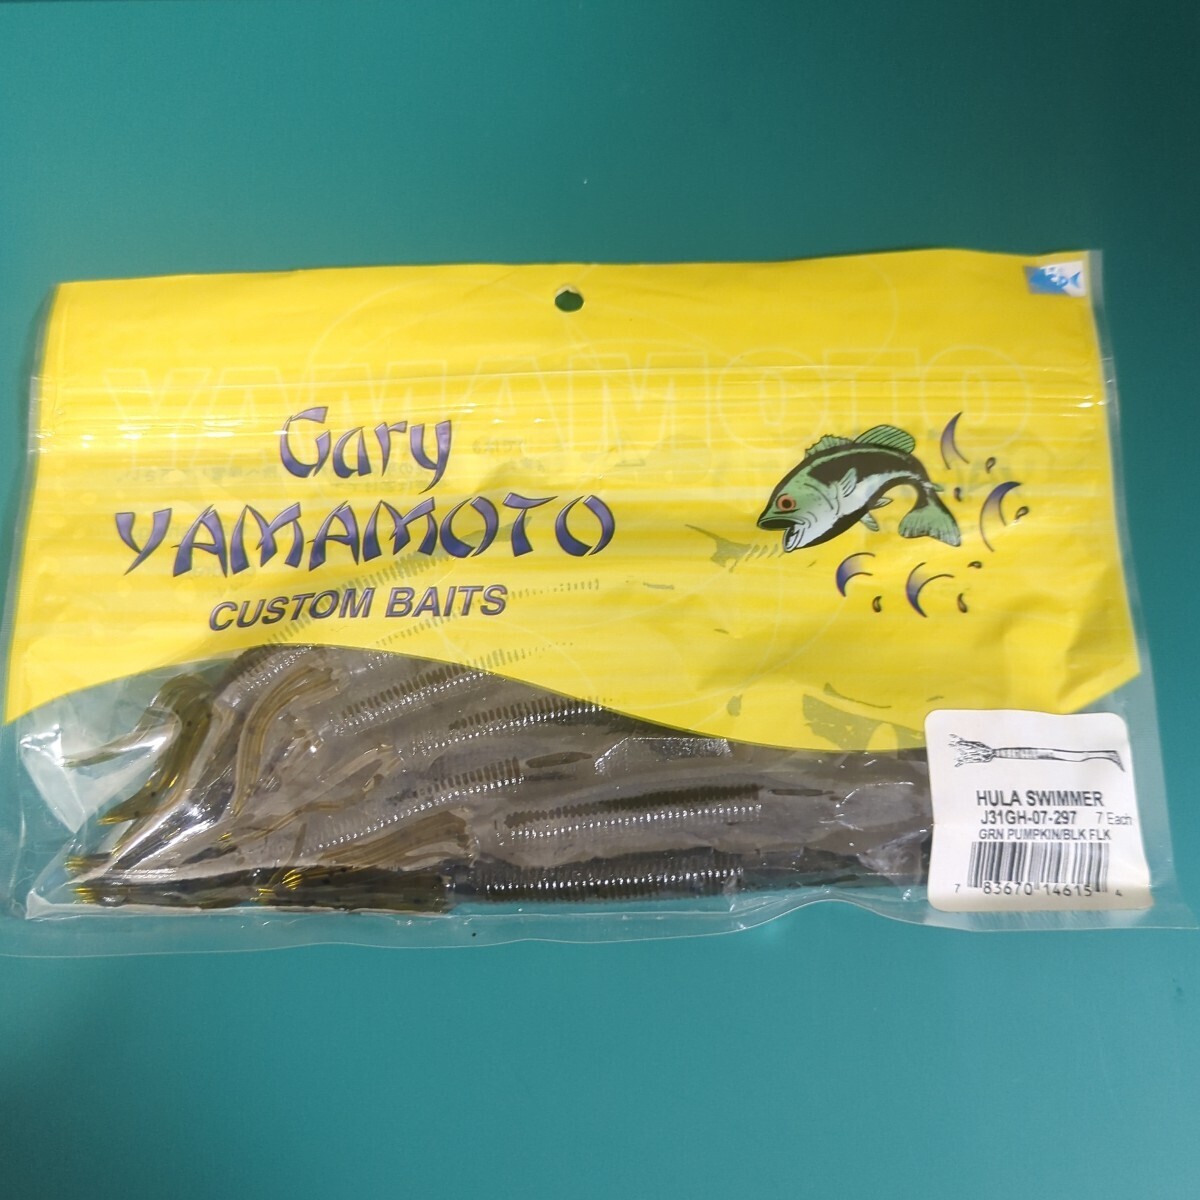 YAMAMOTO
Gary
YAMAMOTO
CUSTOM BAITS
HULA SWIMMER
J31GH-07-297 7 Each
GRN PUMPKIN/BLK FLK
7 83670 14615 4